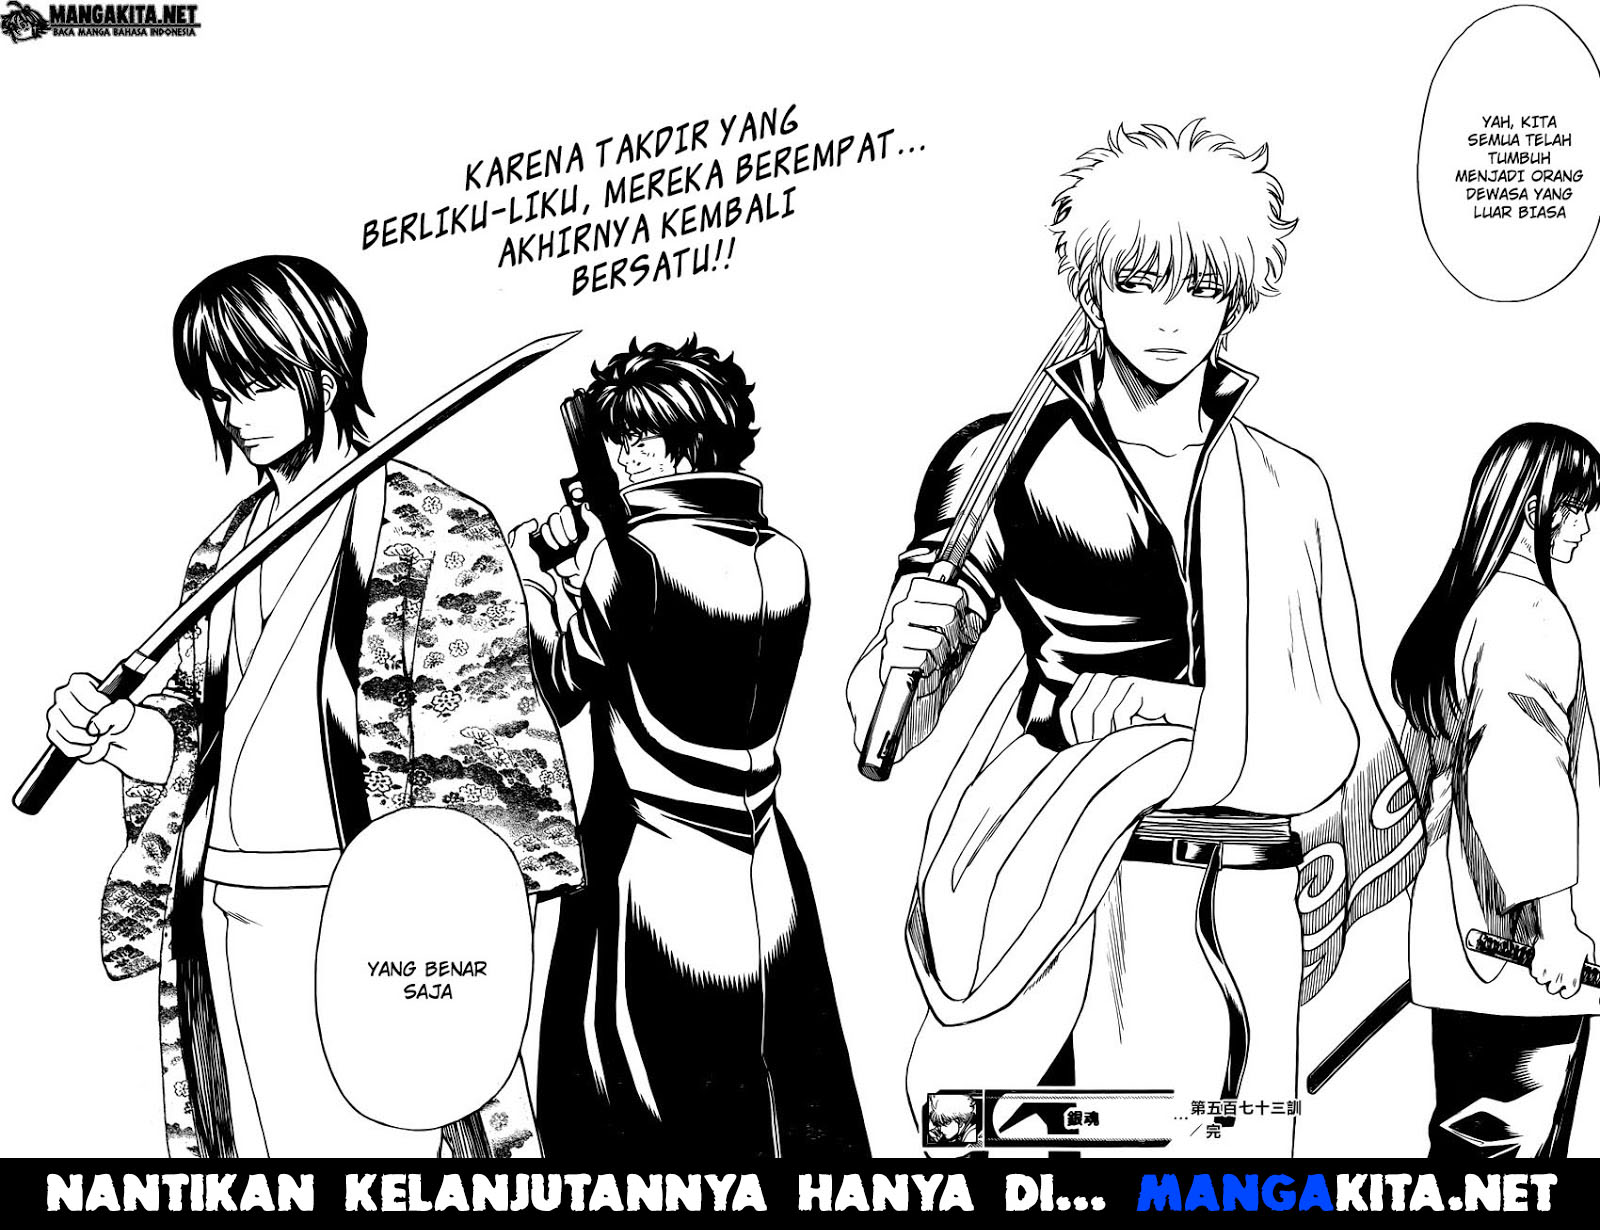 MANGAKITA.NET
BACA MANGA BAHASA INDONESIA
YAH, KITA
SEMUA TELAH
TUMBUH
MENJADI ORANG
DEWASA YANG
LUAR BIASA
KARENA TAKDIR YANG
BERLIKU-LIKU, MEREKA BEREMPAT...
AKHIRNYA KEMBALI
BERSATU!!
YANG BENAR
SAJA
銀魂
...第五百七十三訓
／完
NANTIKAN KELANJUTANNYA HANYA DI... MANGAKITA.NET